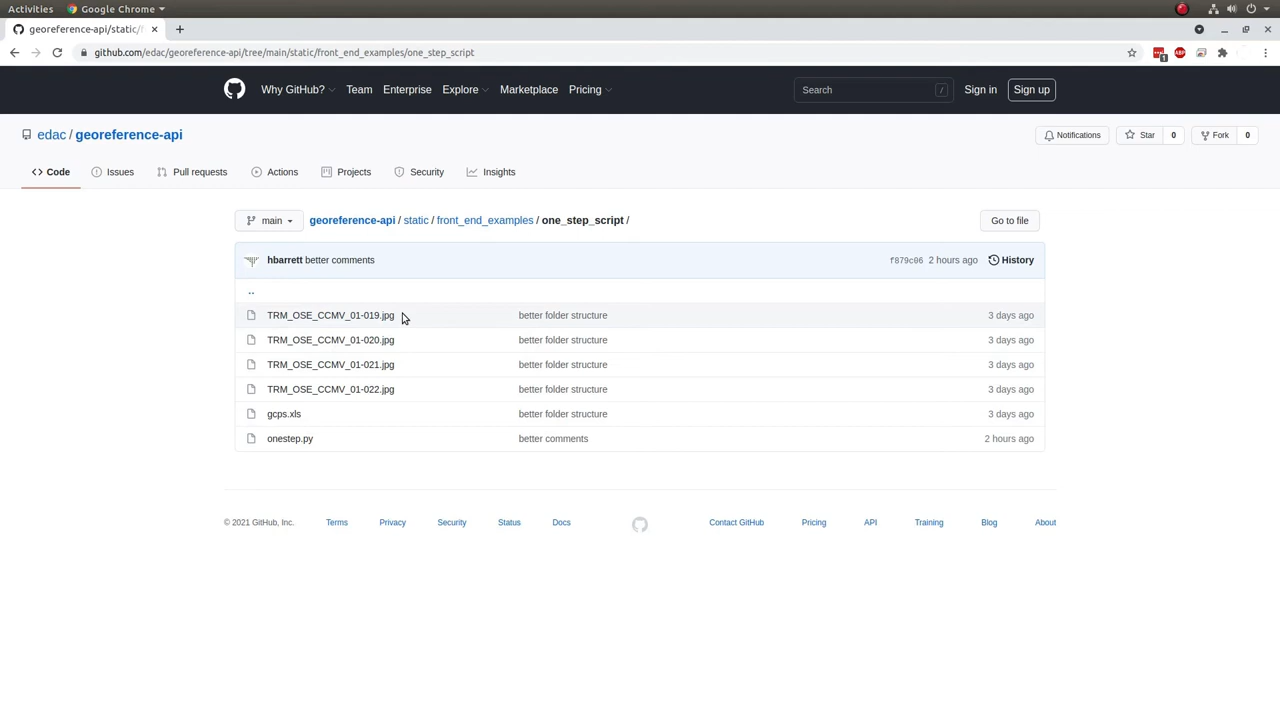 Activities Google Chrome
georeference-api/static/f
github.com/edac/georeference-api/tree/main/static/front_end_examples/one_step_script
1
ABP
Why GitHub? Team Enterprise Explore Marketplace Pricing
Search /
Sign in Sign up
edac / georeference-api
Notifications Star 0 Fork 0
Code Issues Pull requests Actions Projects Security Insights
main georeference-api / static / front_end_examples / one_step_script / Go to file
hbarrett better comments f879c06 2 hours ago History
..
TRM_OSE_CCMV_01-019.jpg better folder structure 3 days ago
TRM_OSE_CCMV_01-020.jpg better folder structure 3 days ago
TRM_OSE_CCMV_01-021.jpg better folder structure 3 days ago
TRM_OSE_CCMV_01-022.jpg better folder structure 3 days ago
gcps.xls better folder structure 3 days ago
onestep.py better comments 2 hours ago
© 2021 GitHub, Inc. Terms Privacy Security Status Docs Contact GitHub Pricing API Training Blog About